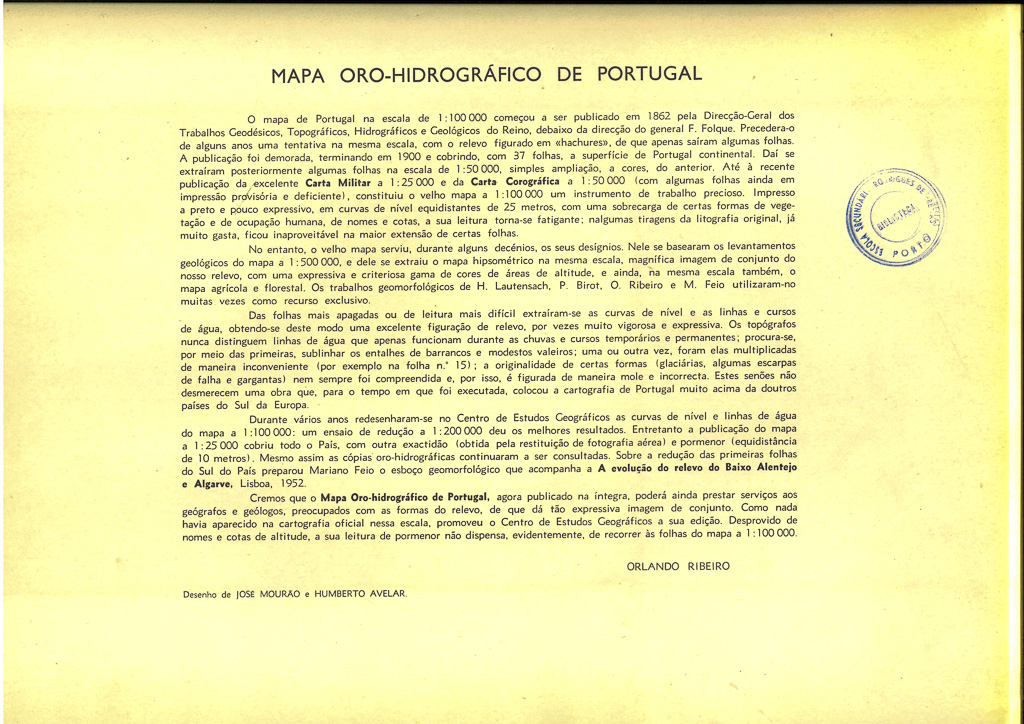 MAPA ORO-HIDROGRÁFICO DE PORTUGAL
O mapa de Portugal na escala de 1:100 000 começou a ser publicado em 1862 pela Direcção-Geral dos
Trabalhos Geodésicos, Topográficos, Hidrográficos e Geológicos do Reino, debaixo da direcção do general F. Folque. Precedera-o
de alguns anos uma tentativa na mesma escala, com o relevo figurado em «hachures», de que apenas saíram algumas folhas.
A publicação foi demorada, terminando em 1900 e cobrindo, com 37 folhas, a superfície de Portugal continental. Daí se
extraíram posteriormente algumas folhas na escala de 1:50 000, simples ampliação, a cores, do anterior. Até à recente
publicação da excelente Carta Militar a 1:25 000 e da Carta Corográfica a 1:50 000 (com algumas folhas ainda em
impressão provisória e deficiente), constituiu o velho mapa a 1:100 000 um instrumento de trabalho precioso. Impresso
a preto e pouco expressivo, em curvas de nível equidistantes de 25 metros, com uma sobrecarga de certas formas de vege-
tação e de ocupação humana, de nomes e cotas, a sua leitura torna-se fatigante; nalgumas tiragens da litografia original, já
muito gasta, ficou inaproveitável na maior extensão de certas folhas.
No entanto, o velho mapa serviu, durante alguns decénios, os seus desígnios. Nele se basearam os levantamentos
geológicos do mapa a 1:500 000, e dele se extraiu o mapa hipsométrico na mesma escala, magnífica imagem de conjunto do
nosso relevo, com uma expressiva e criteriosa gama de cores de áreas de altitude, e ainda, na mesma escala também, o
mapa agrícola e florestal. Os trabalhos geomorfológicos de H. Lautensach, P. Birot, O. Ribeiro e M. Feio utilizaram-no
muitas vezes como recurso exclusivo.
Das folhas mais apagadas ou de leitura mais difícil extraíram-se as curvas de nível e as linhas e cursos
de água, obtendo-se deste modo uma excelente figuração de relevo, por vezes muito vigorosa e expressiva. Os topógrafos
nunca distinguem linhas de água que apenas funcionam durante as chuvas e cursos temporários e permanentes; procura-se,
por meio das primeiras, sublinhar os entalhes de barrancos e modestos valeiros; uma ou outra vez, foram elas multiplicadas
de maneira inconveniente (por exemplo na folha n.° 15); a originalidade de certas formas (glaciárias, algumas escarpas
de falha e gargantas) nem sempre foi compreendida e, por isso, é figurada de maneira mole e incorrecta. Estes senões não
desmerecem uma obra que, para o tempo em que foi executada, colocou a cartografia de Portugal muito acima da doutros
países do Sul da Europa.
Durante vários anos redesenharam-se no Centro de Estudos Geográficos as curvas de nível e linhas de água
do mapa a 1:100 000; um ensaio de redução a 1:200 000 deu os melhores resultados. Entretanto a publicação do mapa
a 1:25 000 cobriu todo o País, com outra exactidão (obtida pela restituição de fotografia aérea) e pormenor (equidistância
de 10 metros). Mesmo assim as cópias oro-hidrográficas continuaram a ser consultadas. Sobre a redução das primeiras folhas
do Sul do País preparou Mariano Feio o esboço geomorfológico que acompanha a A evolução do relevo do Baixo Alentejo
e Algarve, Lisboa, 1952.
Cremos que o Mapa Oro-hidrográfico de Portugal, agora publicado na íntegra, poderá ainda prestar serviços aos
geógrafos e geólogos, preocupados com as formas do relevo, de que dá tão expressiva imagem de conjunto. Como nada
havia aparecido na cartografia oficial nessa escala, promoveu o Centro de Estudos Geográficos a sua edição. Desprovido de
nomes e cotas de altitude, a sua leitura de pormenor não dispensa, evidentemente, de recorrer às folhas do mapa a 1:100 000.
ORLANDO RIBEIRO
Desenho de JOSÉ MOURÃO e HUMBERTO AVELAR.
ESCOLA SECUNDÁRI RODRIGUES DE
BIBLIOTECA
PORTO